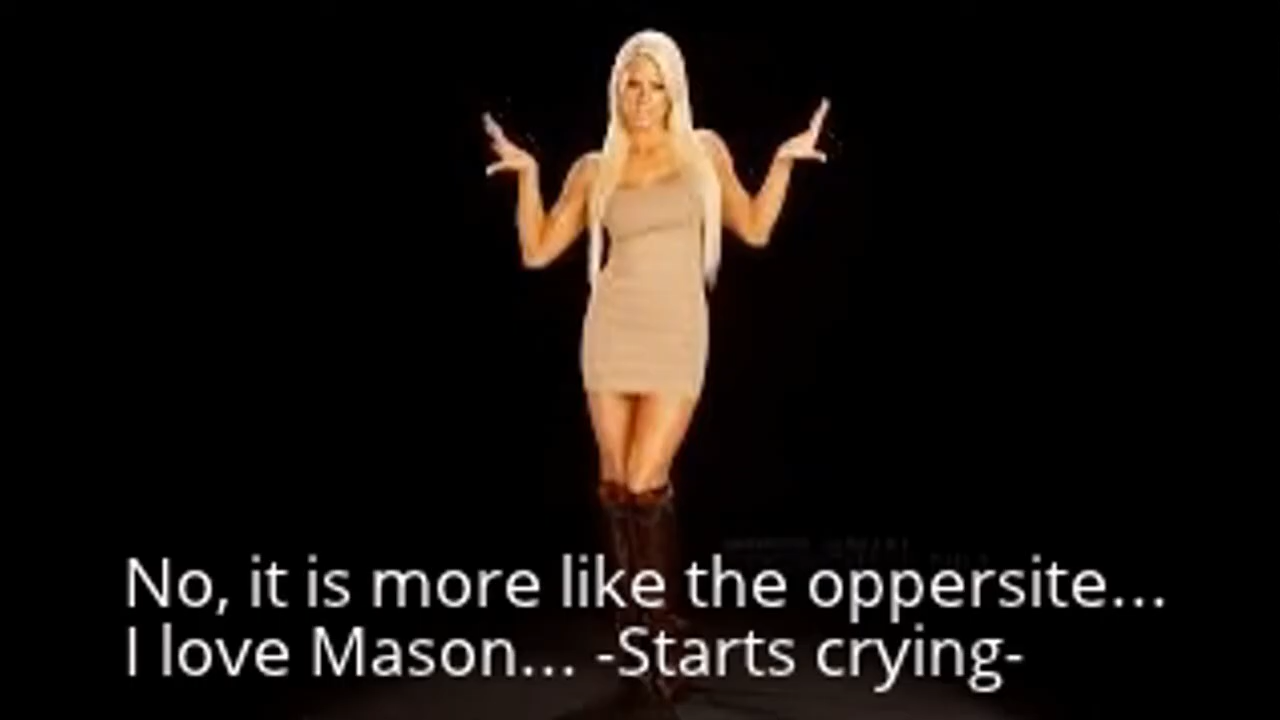 No, it is more like the oppersite...
I love Mason... -Starts crying-